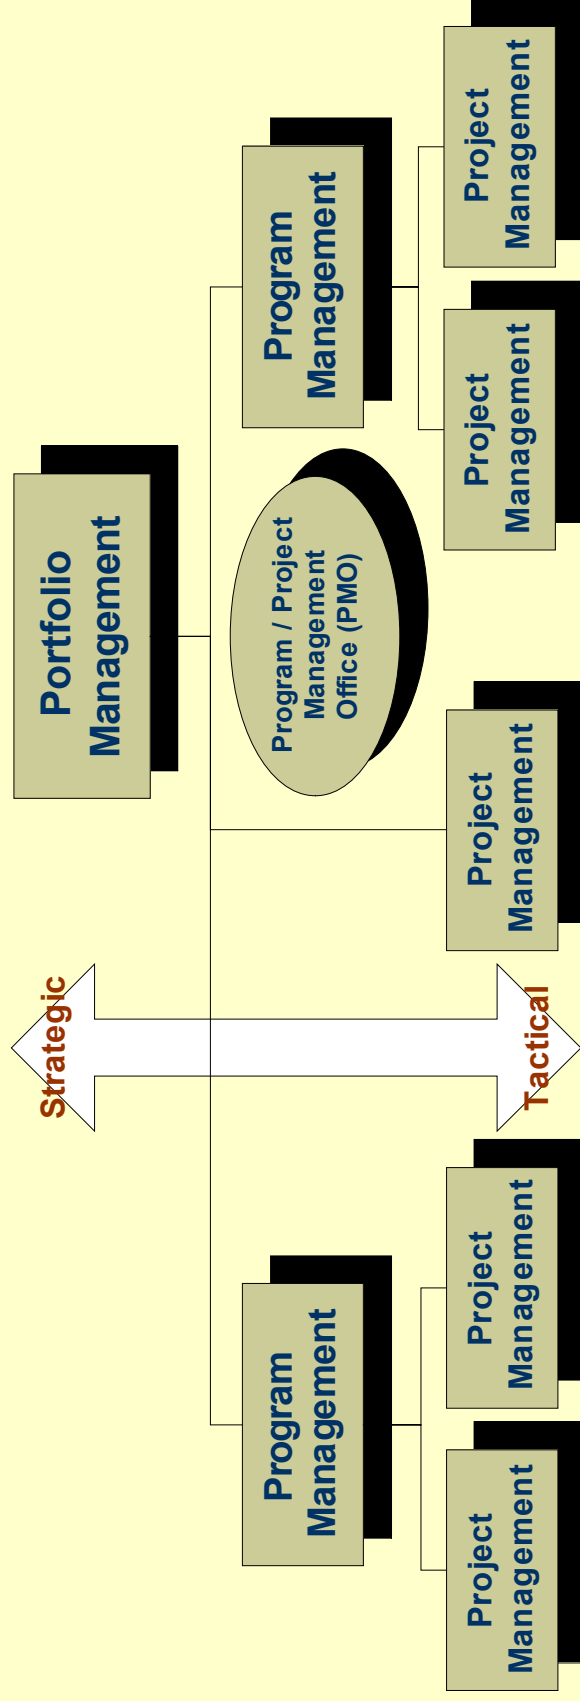 Portfolio
Management
Strategic
Program
Management
Program / Project
Management
Office (PMO)
Program
Management
Project
Management
Project
Management
Tactical
Project
Management
Project
Management
Project
Management